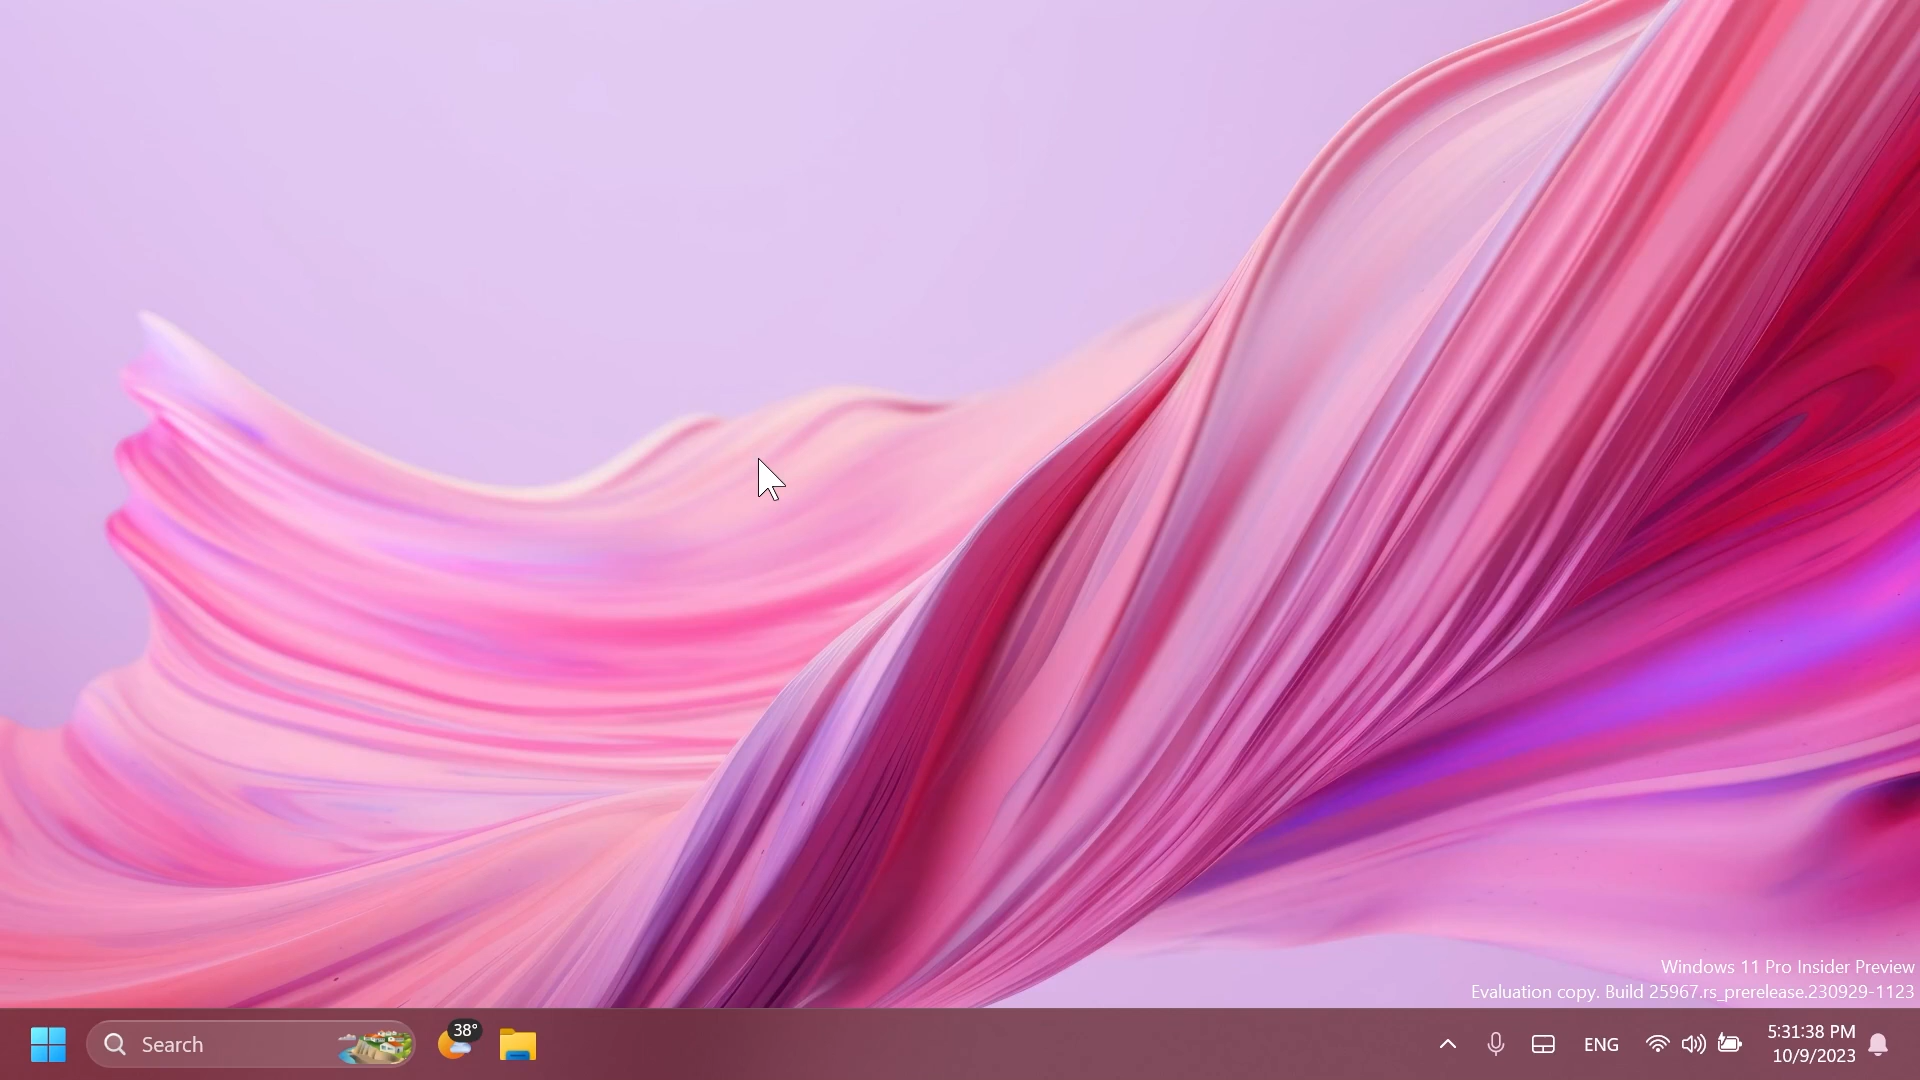 Windows 11 Pro Insider Preview
Evaluation copy. Build 25967.rs_prerelease.230929-1123
Search
38°
ENG
5:31:38 PM
10/9/2023